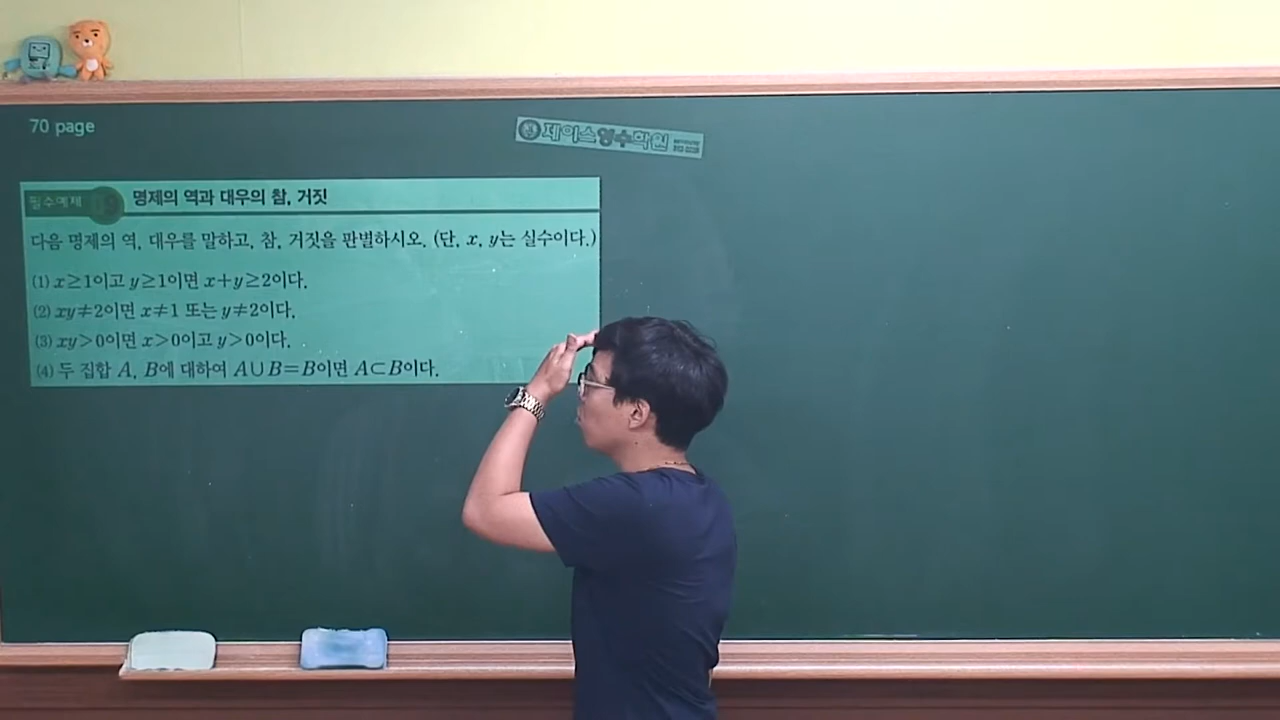 70 page
제이스영수학원
필수예제 09 명제의 역과 대우의 참, 거짓
다음 명제의 역, 대우를 말하고, 참, 거짓을 판별하시오. (단, x, y는 실수이다.)
(1) x≥1이고 y≥1이면 x+y≥2이다.
(2) xy≠2이면 x≠1 또는 y≠2이다.
(3) xy>0이면 x>0이고 y>0이다.
(4) 두 집합 A, B에 대하여 A∪B=B이면 A⊂B이다.